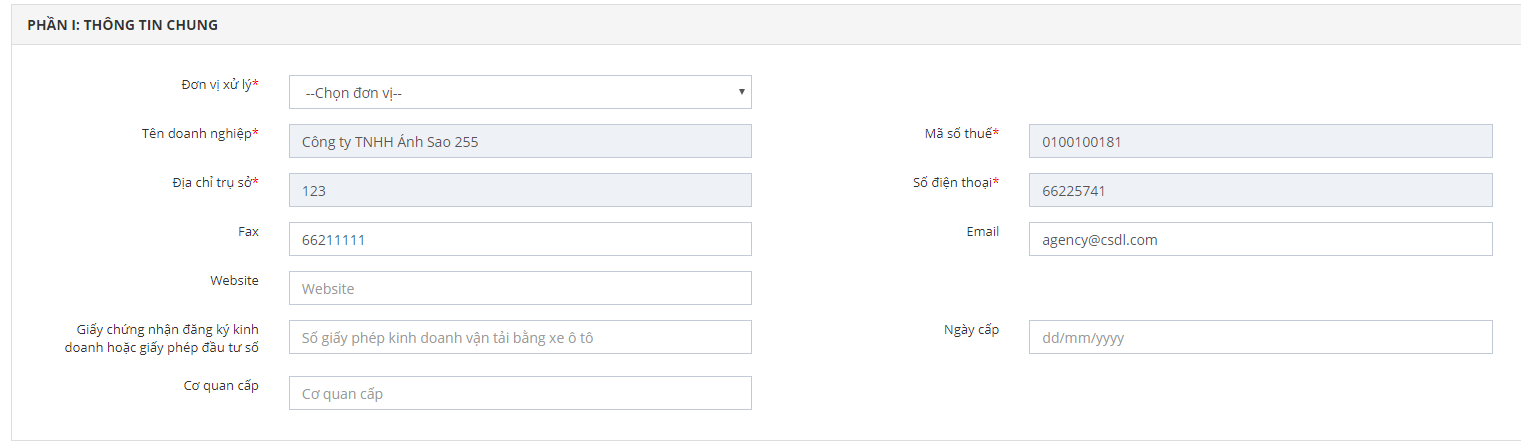 PHẦN I: THÔNG TIN CHUNG
Đơn vị xử lý*
--Chọn đơn vị--
Tên doanh nghiệp*
Công ty TNHH Ánh Sao 255
Mã số thuế*
0100100181
Địa chỉ trụ sở*
123
Số điện thoại*
66225741
Fax
66211111
Email
agency@csdl.com
Website
Website
Giấy chứng nhận đăng ký kinh
doanh hoặc giấy phép đầu tư số
Số giấy phép kinh doanh vận tải bằng xe ô tô
Ngày cấp
dd/mm/yyyy
Cơ quan cấp
Cơ quan cấp